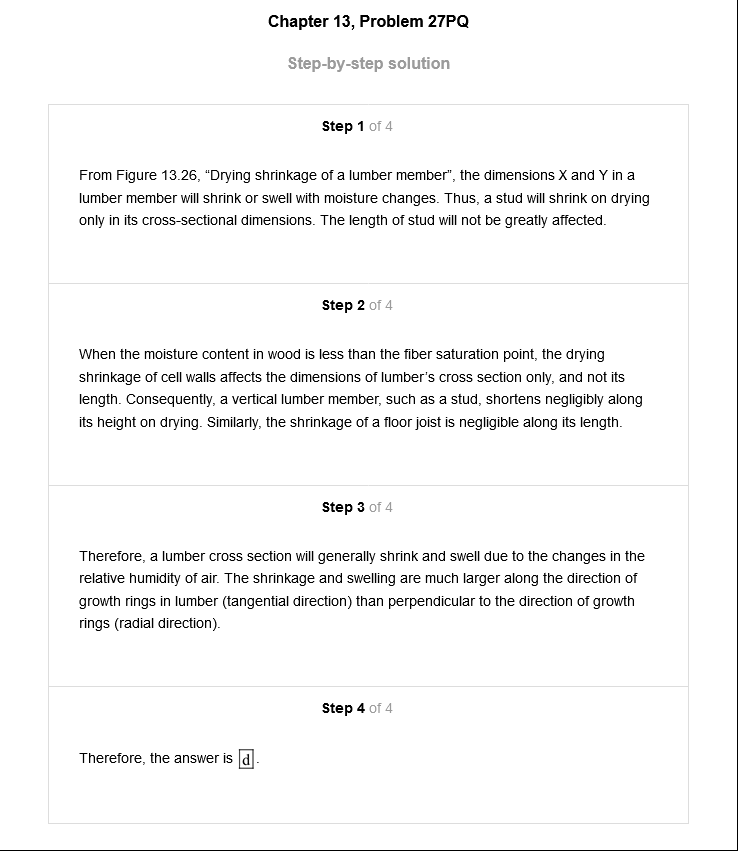 Chapter 13, Problem 27PQ
Step-by-step solution
Step 1 of 4
From Figure 13.26, “Drying shrinkage of a lumber member”, the dimensions X and Y in a
lumber member will shrink or swell with moisture changes. Thus, a stud will shrink on drying
only in its cross-sectional dimensions. The length of stud will not be greatly affected.
Step 2 of 4
When the moisture content in wood is less than the fiber saturation point, the drying
shrinkage of cell walls affects the dimensions of lumber’s cross section only, and not its
length. Consequently, a vertical lumber member, such as a stud, shortens negligibly along
its height on drying. Similarly, the shrinkage of a floor joist is negligible along its length.
Step 3 of 4
Therefore, a lumber cross section will generally shrink and swell due to the changes in the
relative humidity of air. The shrinkage and swelling are much larger along the direction of
growth rings in lumber (tangential direction) than perpendicular to the direction of growth
rings (radial direction).
Step 4 of 4
Therefore, the answer is d.